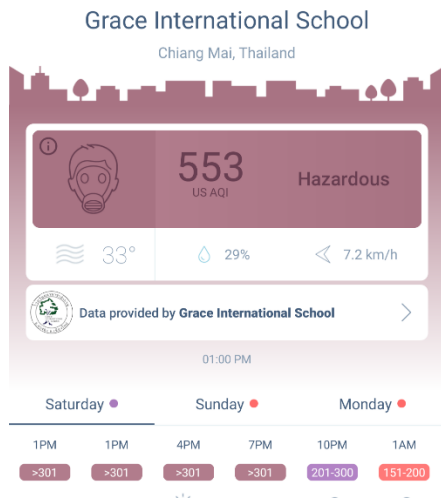 Grace International School
Chiang Mai, Thailand
553
US AQI
Hazardous
33°
29%
7.2 km/h
Data provided by Grace International School
01:00 PM
Saturday
Sunday
Monday
1PM 1PM 4PM 7PM 10PM 1AM
>301 >301 >301 >301 201-300 151-200